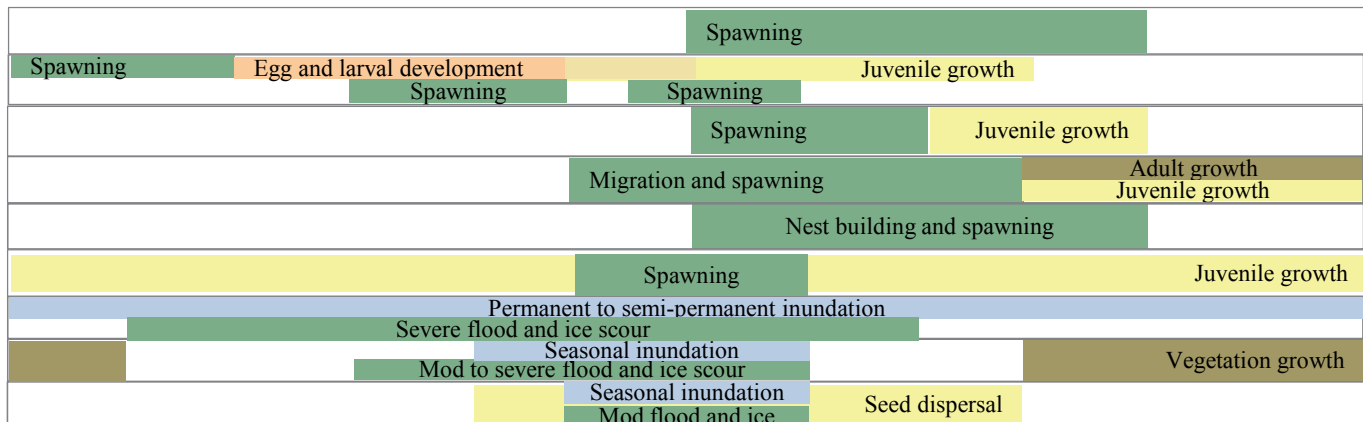 Spawning
Spawning Egg and larval development Juvenile growth
Spawning Spawning
Spawning Juvenile growth
Adult growth
Migration and spawning
Juvenile growth
Nest building and spawning
Spawning Juvenile growth
Permanent to semi-permanent inundation
Severe flood and ice scour
Seasonal inundation Vegetation growth
Mod to severe flood and ice scour
Seasonal inundation Seed dispersal
Mod flood and ice